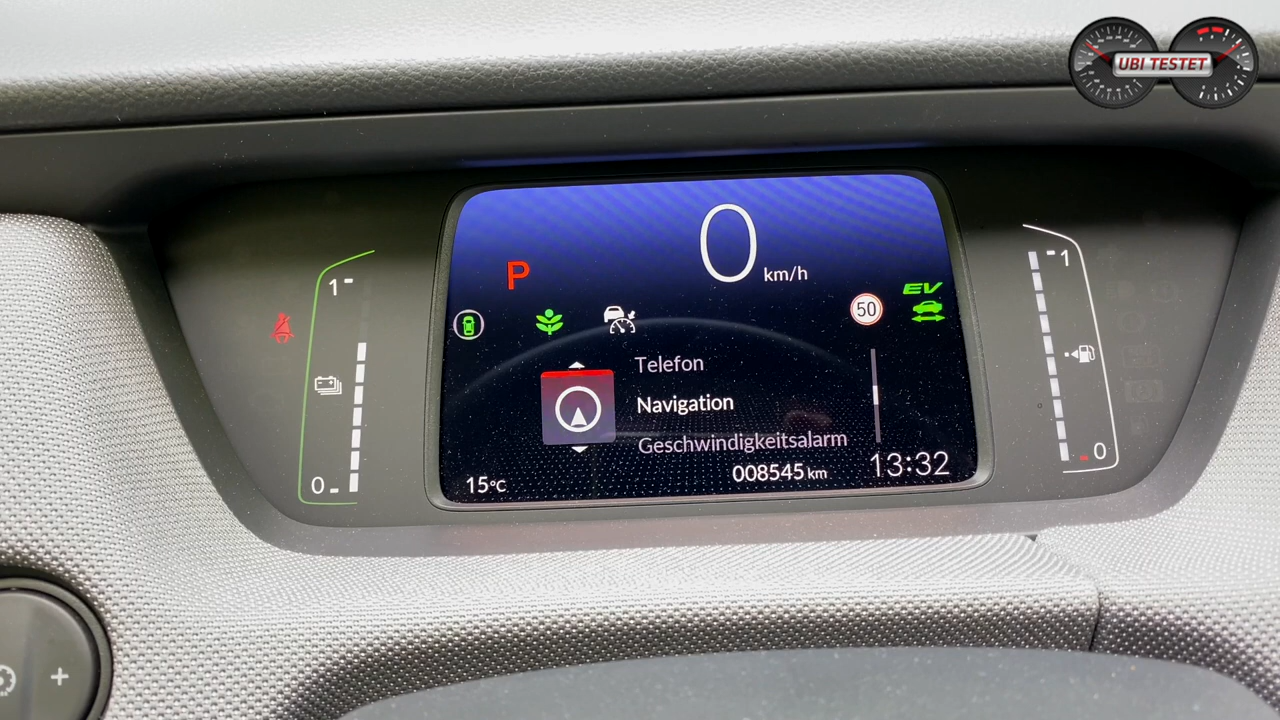 UBI TESTET
0 km/h
P
EV
50
1
1
Telefon
Navigation
Geschwindigkeitsalarm
0
0
15°C
008545 km
13:32
+